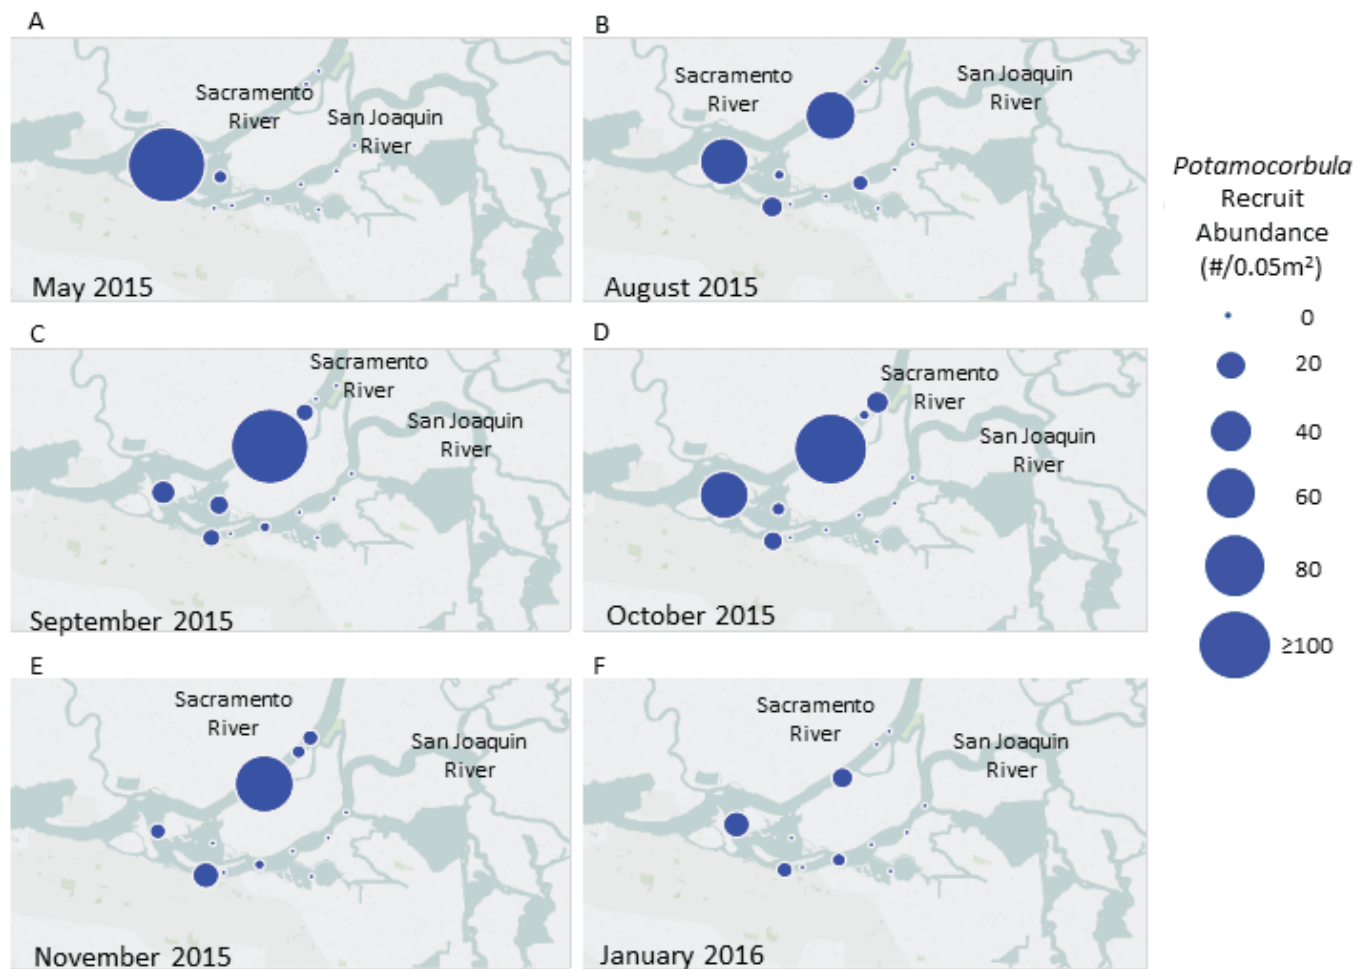 A
Sacramento
River
San Joaquin
River
May 2015
B
Sacramento
River
San Joaquin
River
August 2015
C
Sacramento
River
San Joaquin
River
September 2015
D
Sacramento
River
San Joaquin
River
October 2015
E
Sacramento
River
San Joaquin
River
November 2015
F
Sacramento
River
San Joaquin
River
January 2016
Potamocorbula
Recruit
Abundance
(#/0.05m²)
0
20
40
60
80
≥100